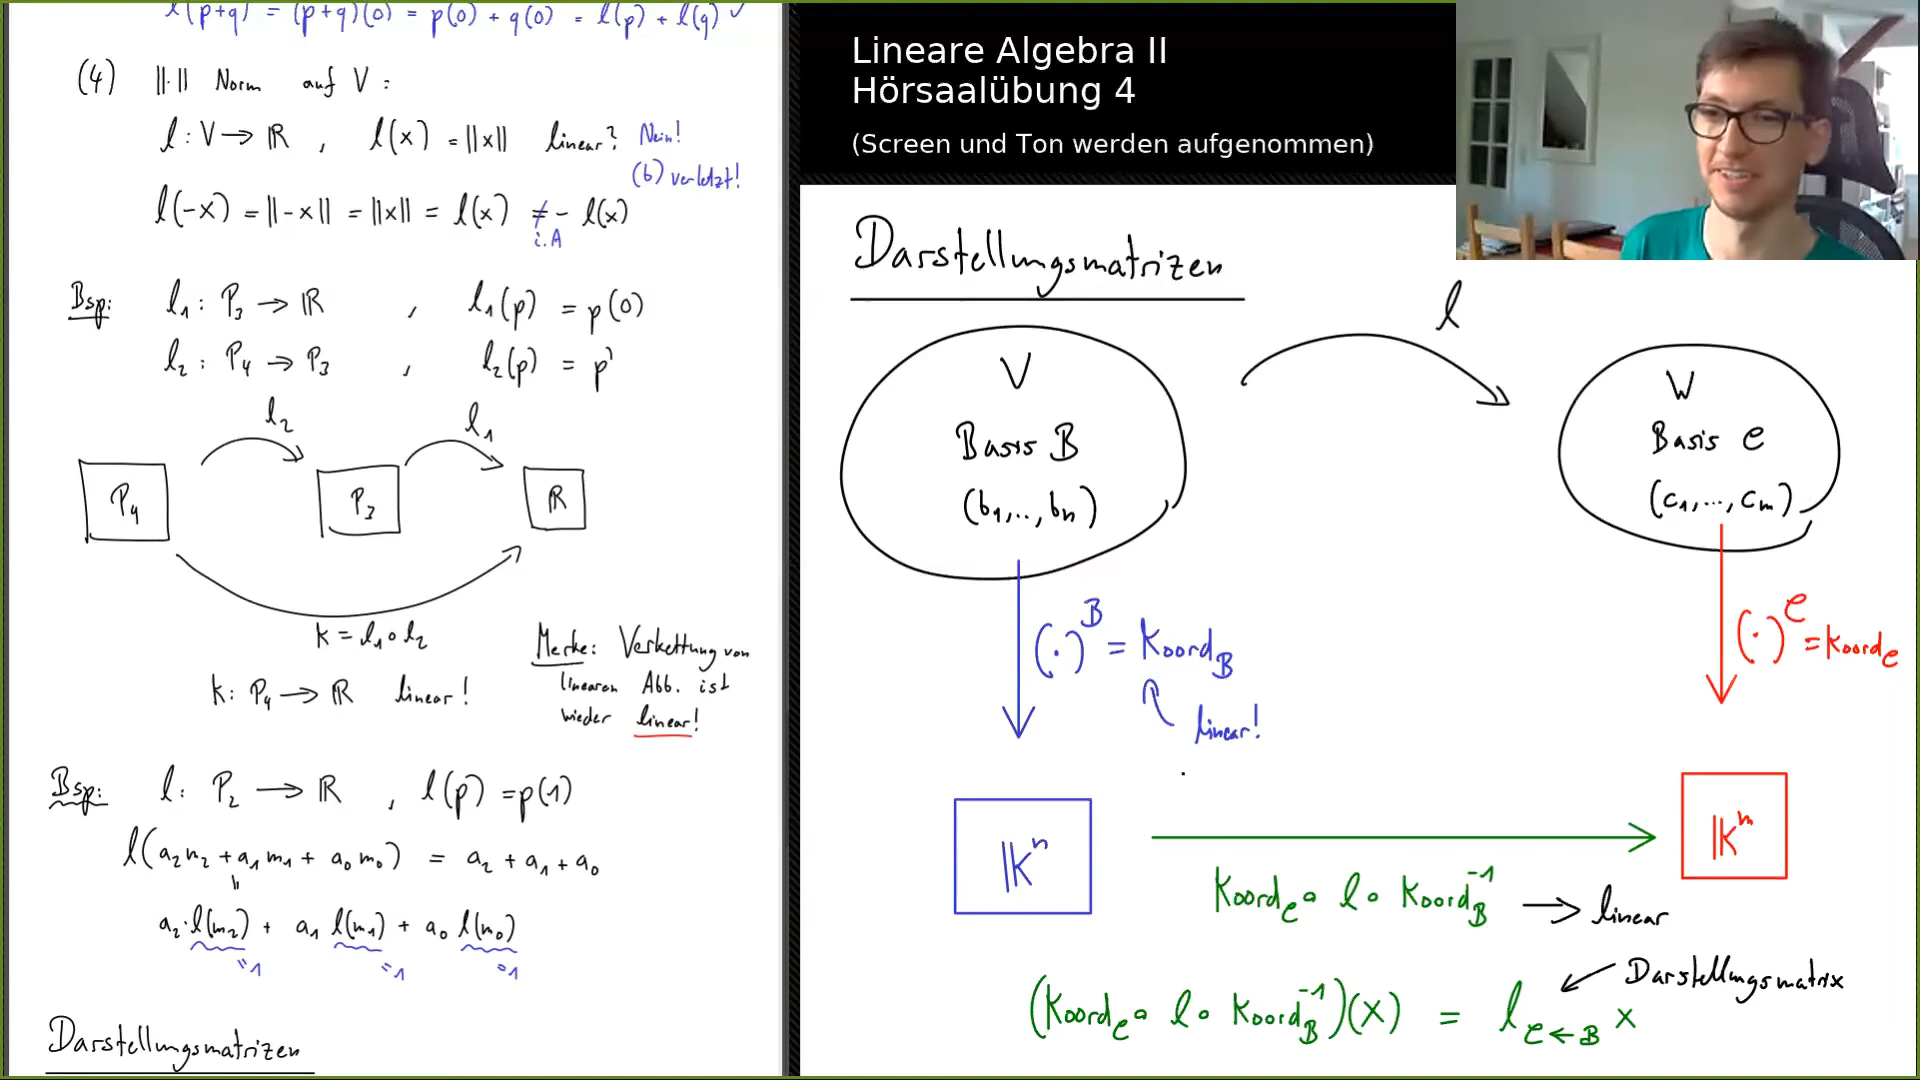 l(p+q) = (p+q)(0) = p(0) + q(0) = l(p) + l(q) ✓
(4) ||·|| Norm auf V :
l : V → ℝ , l(x) = ||x|| linear? Nein!
(b) verletzt!
l(-x) = ||-x|| = ||x|| = l(x) ≠ - l(x)
i.A
Bsp: l₁ : P₃ → ℝ , l₁(p) = p(0)
l₂ : P₄ → P₃ , l₂(p) = p'
l₂ l₁
P₄ P₃ ℝ
k = l₁ ∘ l₂
k : P₄ → ℝ linear!
Merke: Verkettung von
linearen Abb. ist
wieder linear!
Bsp: l : P₂ → ℝ , l(p) = p(1)
l(a₂m₂ + a₁m₁ + a₀m₀) = a₂ + a₁ + a₀
=
a₂·l(m₂) + a₁ l(m₁) + a₀ l(m₀)
=1 =1 =1
Darstellungsmatrizen
Lineare Algebra II
Hörsaalübung 4
(Screen und Ton werden aufgenommen)
Darstellungsmatrizen
l
V W
Basis B Basis C
(b₁,..,bₙ) (c₁,...,cₘ)
(·)^B = Koord_B (·)^C = Koord_C
linear!
𝕂ⁿ 𝕂ᵐ
Koord_C ∘ l ∘ Koord_B⁻¹ → linear
Darstellungsmatrix
(Koord_C ∘ l ∘ Koord_B⁻¹)(x) = l_{C←B} x